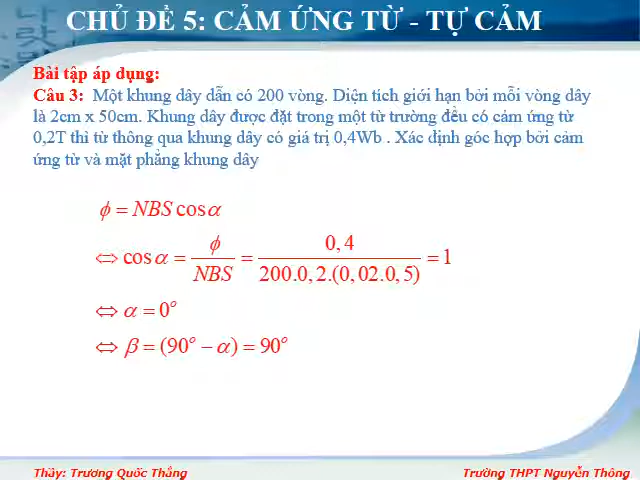 CHỦ ĐỀ 5: CẢM ỨNG TỪ - TỰ CẢM
Bài tập áp dụng:
Câu 3: Một khung dây dẫn có 200 vòng. Diện tích giới hạn bởi mỗi vòng dây
là 2cm x 50cm. Khung dây được đặt trong một từ trường đều có cảm ứng từ
0,2T thì từ thông qua khung dây có giá trị 0,4Wb . Xác dịnh góc hợp bởi cảm
ứng từ và mặt phẳng khung dây
ϕ = NBS cosα
⇔ cosα = ϕ / NBS = 0,4 / 200.0,2.(0,02.0,5) = 1
⇔ α = 0°
⇔ β = (90° − α) = 90°
Thầy: Trương Quốc Thắng
Trường THPT Nguyễn Thông